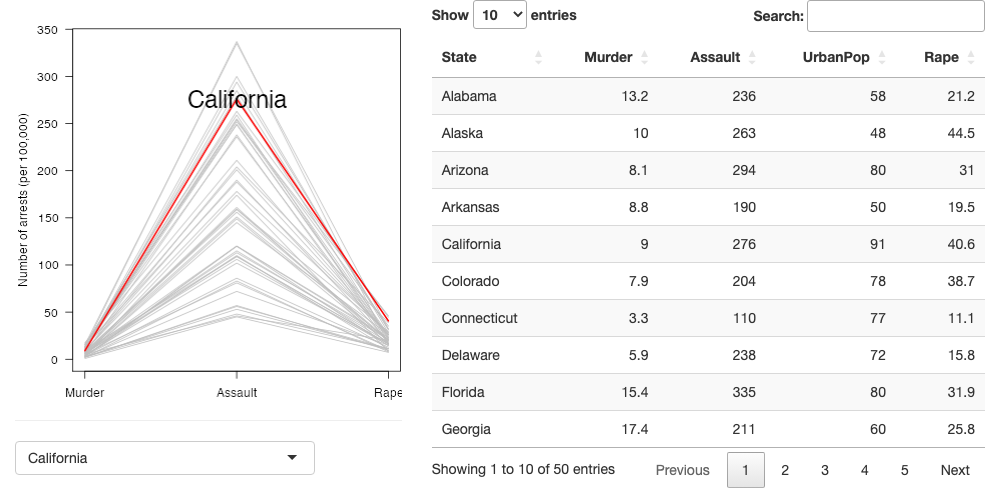 350
300
250
200
150
100
50
0
Number of arrests (per 100,000)
California
Murder Assault Rape
California
Show 10 entries Search:
State Murder Assault UrbanPop Rape
Alabama 13.2 236 58 21.2
Alaska 10 263 48 44.5
Arizona 8.1 294 80 31
Arkansas 8.8 190 50 19.5
California 9 276 91 40.6
Colorado 7.9 204 78 38.7
Connecticut 3.3 110 77 11.1
Delaware 5.9 238 72 15.8
Florida 15.4 335 80 31.9
Georgia 17.4 211 60 25.8
Showing 1 to 10 of 50 entries Previous 1 2 3 4 5 Next